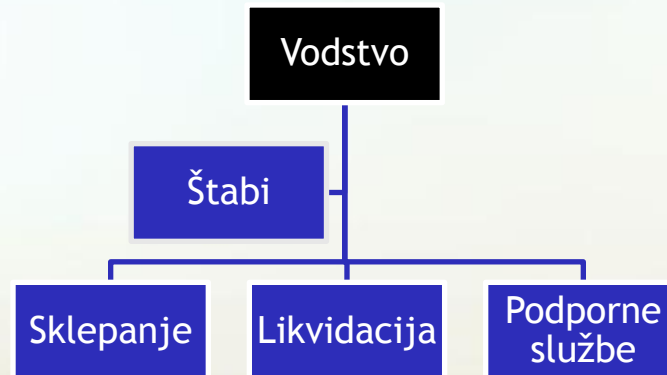 Vodstvo
Štabi
Sklepanje
Likvidacija
Podporne
službe